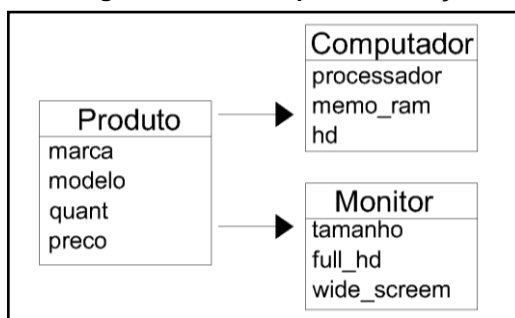 Produto
marca
modelo
quant
preco
Computador
processador
memo_ram
hd
Monitor
tamanho
full_hd
wide_screem